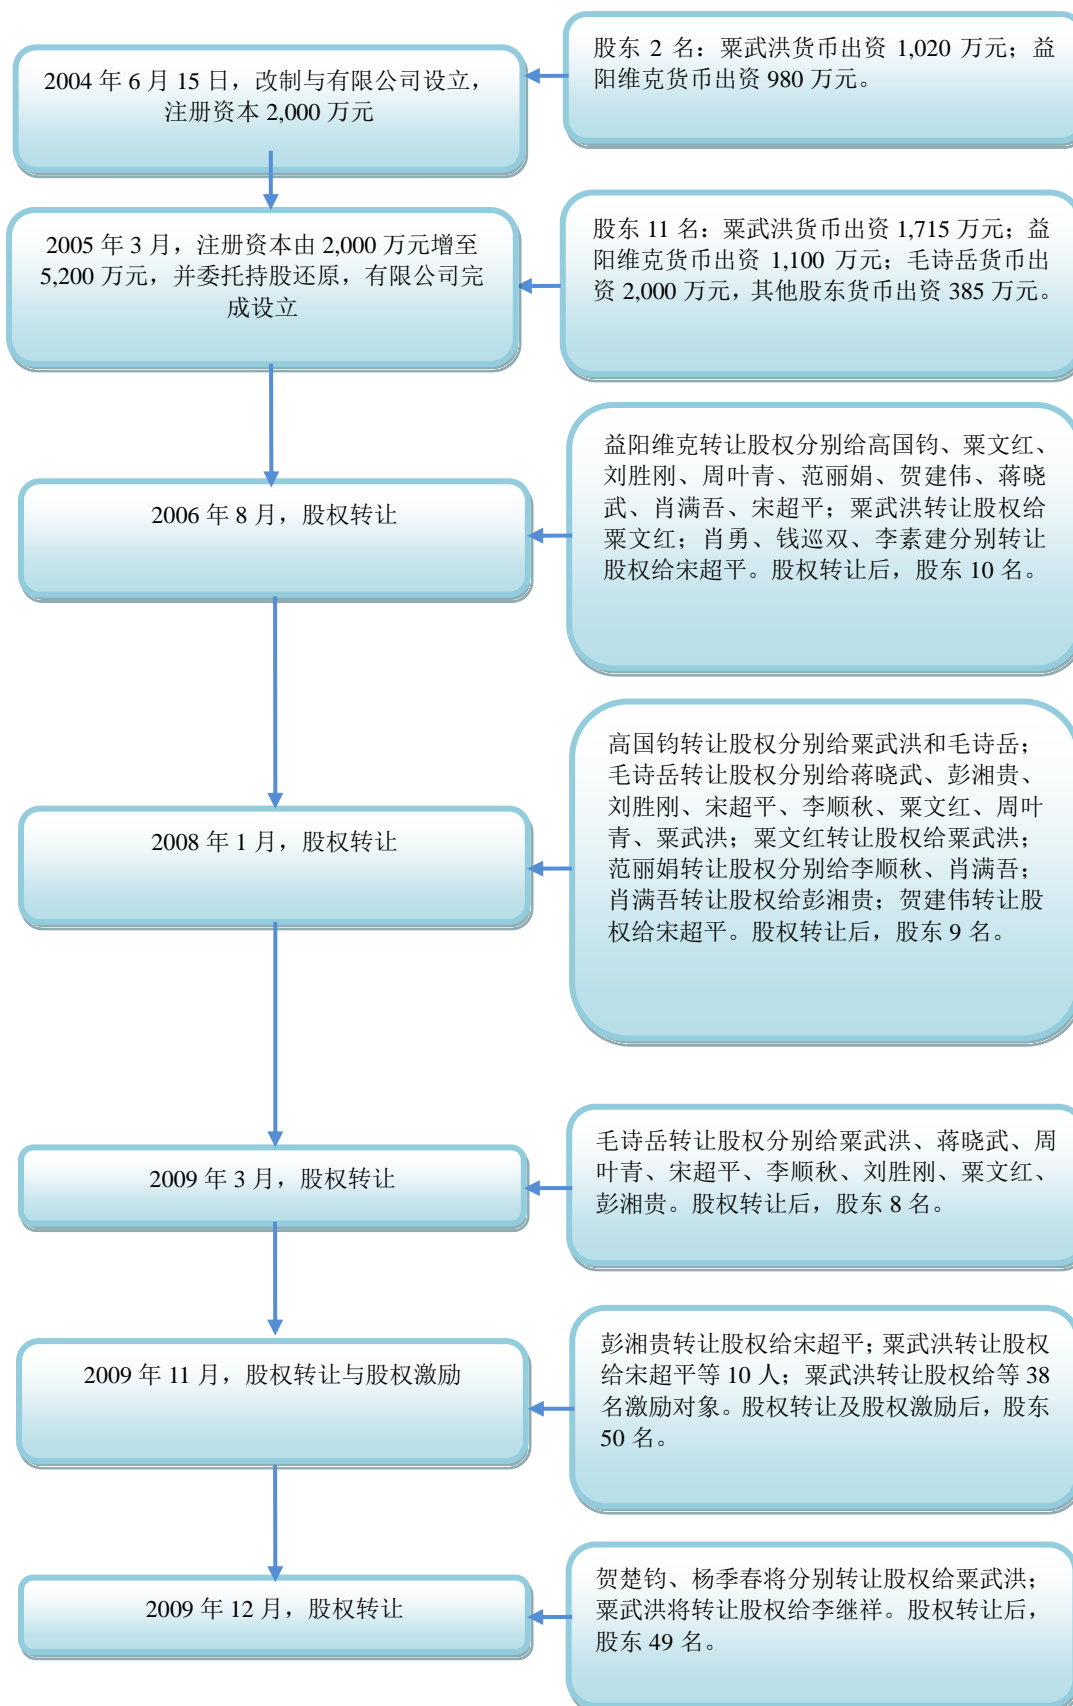 2004 年 6 月 15 日，改制与有限公司设立，
注册资本 2,000 万元
股东 2 名：粟武洪货币出资 1,020 万元；益
阳维克货币出资 980 万元。
2005 年 3 月，注册资本由 2,000 万元增至
5,200 万元，并委托持股还原，有限公司完
成设立
股东 11 名：粟武洪货币出资 1,715 万元；益
阳维克货币出资 1,100 万元；毛诗岳货币出
资 2,000 万元，其他股东货币出资 385 万元。
2006 年 8 月，股权转让
益阳维克转让股权分别给高国钧、粟文红、
刘胜刚、周叶青、范丽娟、贺建伟、蒋晓
武、肖满吾、宋超平；粟武洪转让股权给
粟文红；肖勇、钱巡双、李素建分别转让
股权给宋超平。股权转让后，股东 10 名。
2008 年 1 月，股权转让
高国钧转让股权分别给粟武洪和毛诗岳；
毛诗岳转让股权分别给蒋晓武、彭湘贵、
刘胜刚、宋超平、李顺秋、粟文红、周叶
青、粟武洪；粟文红转让股权给粟武洪；
范丽娟转让股权分别给李顺秋、肖满吾；
肖满吾转让股权给彭湘贵；贺建伟转让股
权给宋超平。股权转让后，股东 9 名。
2009 年 3 月，股权转让
毛诗岳转让股权分别给粟武洪、蒋晓武、周
叶青、宋超平、李顺秋、刘胜刚、粟文红、
彭湘贵。股权转让后，股东 8 名。
2009 年 11 月，股权转让与股权激励
彭湘贵转让股权给宋超平；粟武洪转让股权
给宋超平等 10 人；粟武洪转让股权给等 38
名激励对象。股权转让及股权激励后，股东
50 名。
2009 年 12 月，股权转让
贺楚钧、杨季春将分别转让股权给粟武洪；
粟武洪将转让股权给李继祥。股权转让后，
股东 49 名。